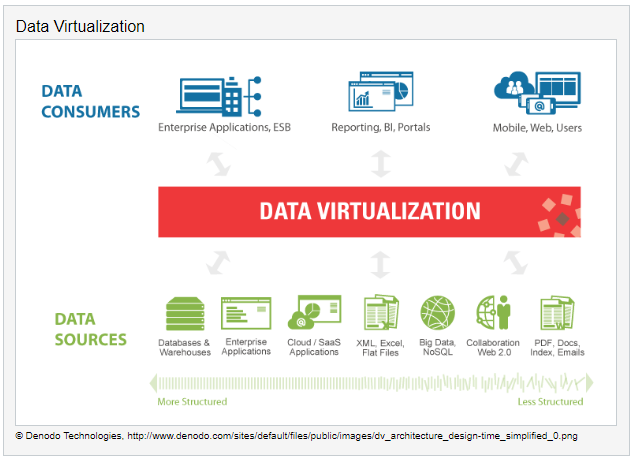 Data Virtualization
DATA
CONSUMERS
Enterprise Applications, ESB
Reporting, BI, Portals
Mobile, Web, Users
DATA VIRTUALIZATION
DATA
SOURCES
Databases &
Warehouses
Enterprise
Applications
Cloud / SaaS
Applications
XML, Excel,
Flat Files
Big Data,
NoSQL
Collaboration
Web 2.0
PDF, Docs,
Index, Emails
More Structured
Less Structured
© Denodo Technologies, http://www.denodo.com/sites/default/files/public/images/dv_architecture_design-time_simplified_0.png